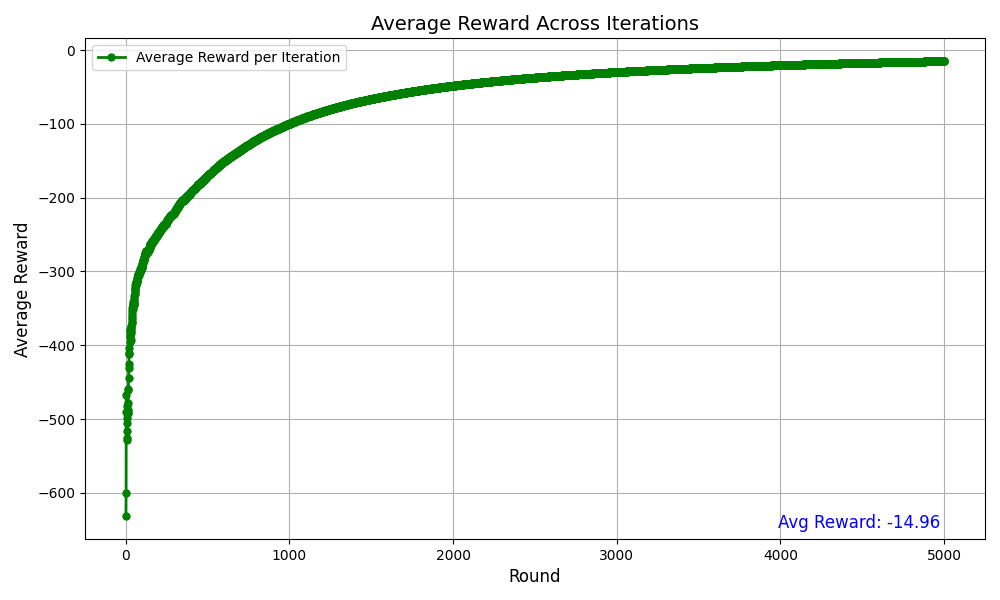 Average Reward Across Iterations
Average Reward per Iteration
0
−100
−200
−300
−400
−500
−600
Average Reward
Avg Reward: -14.96
0 1000 2000 3000 4000 5000
Round